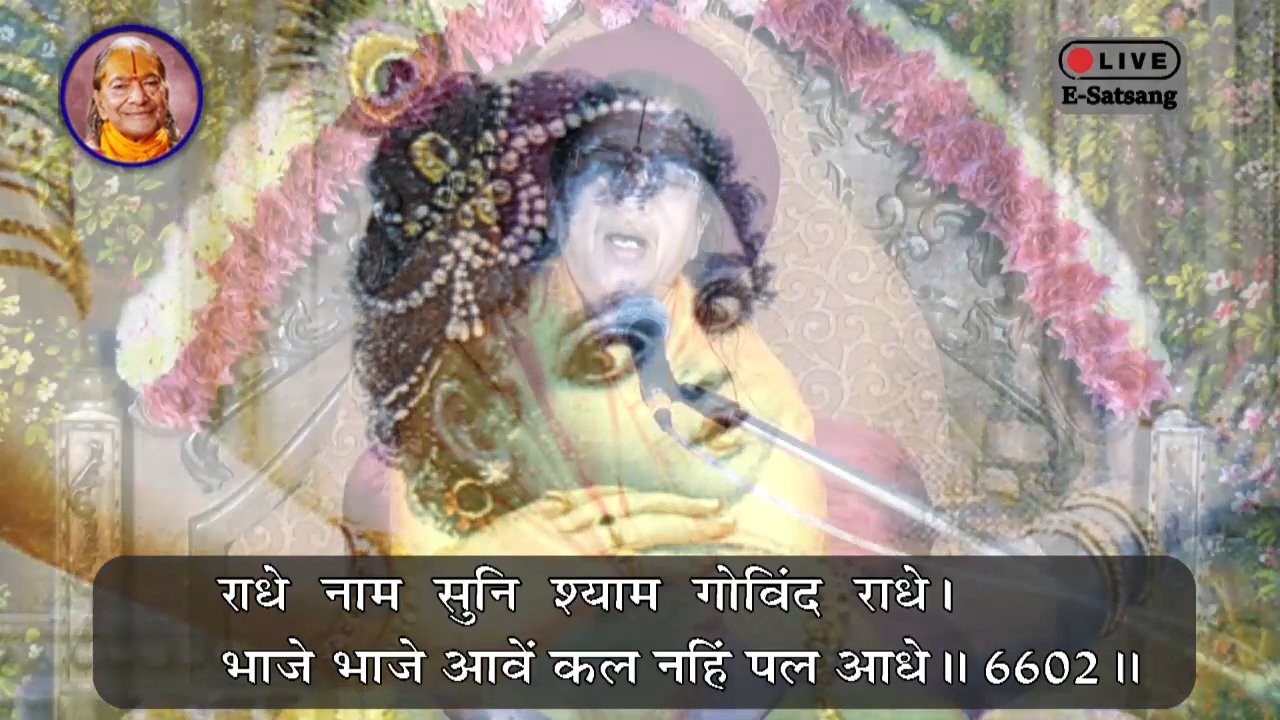 LIVE
E-Satsang
राधे नाम सुनि श्याम गोविंद राधे।
भाजे भाजे आवें कल नहिं पल आधे॥ 6602॥